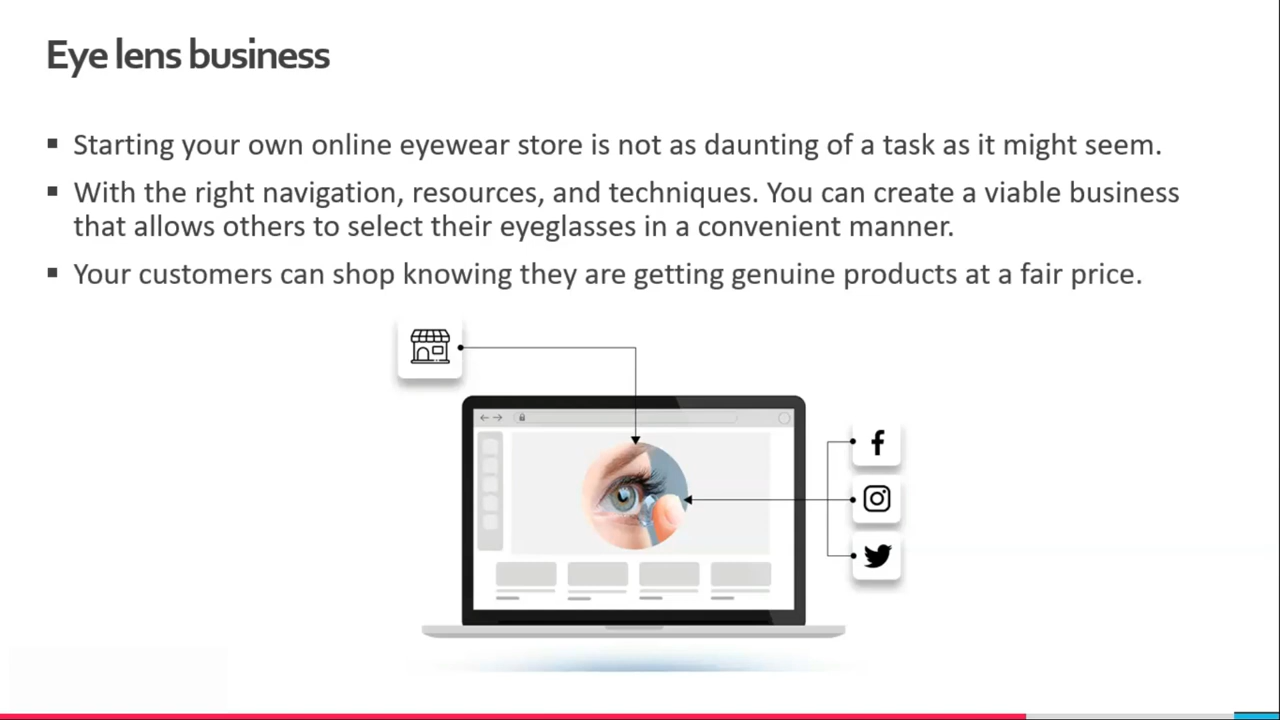 Eye lens business
Starting your own online eyewear store is not as daunting of a task as it might seem.
With the right navigation, resources, and techniques. You can create a viable business
that allows others to select their eyeglasses in a convenient manner.
Your customers can shop knowing they are getting genuine products at a fair price.